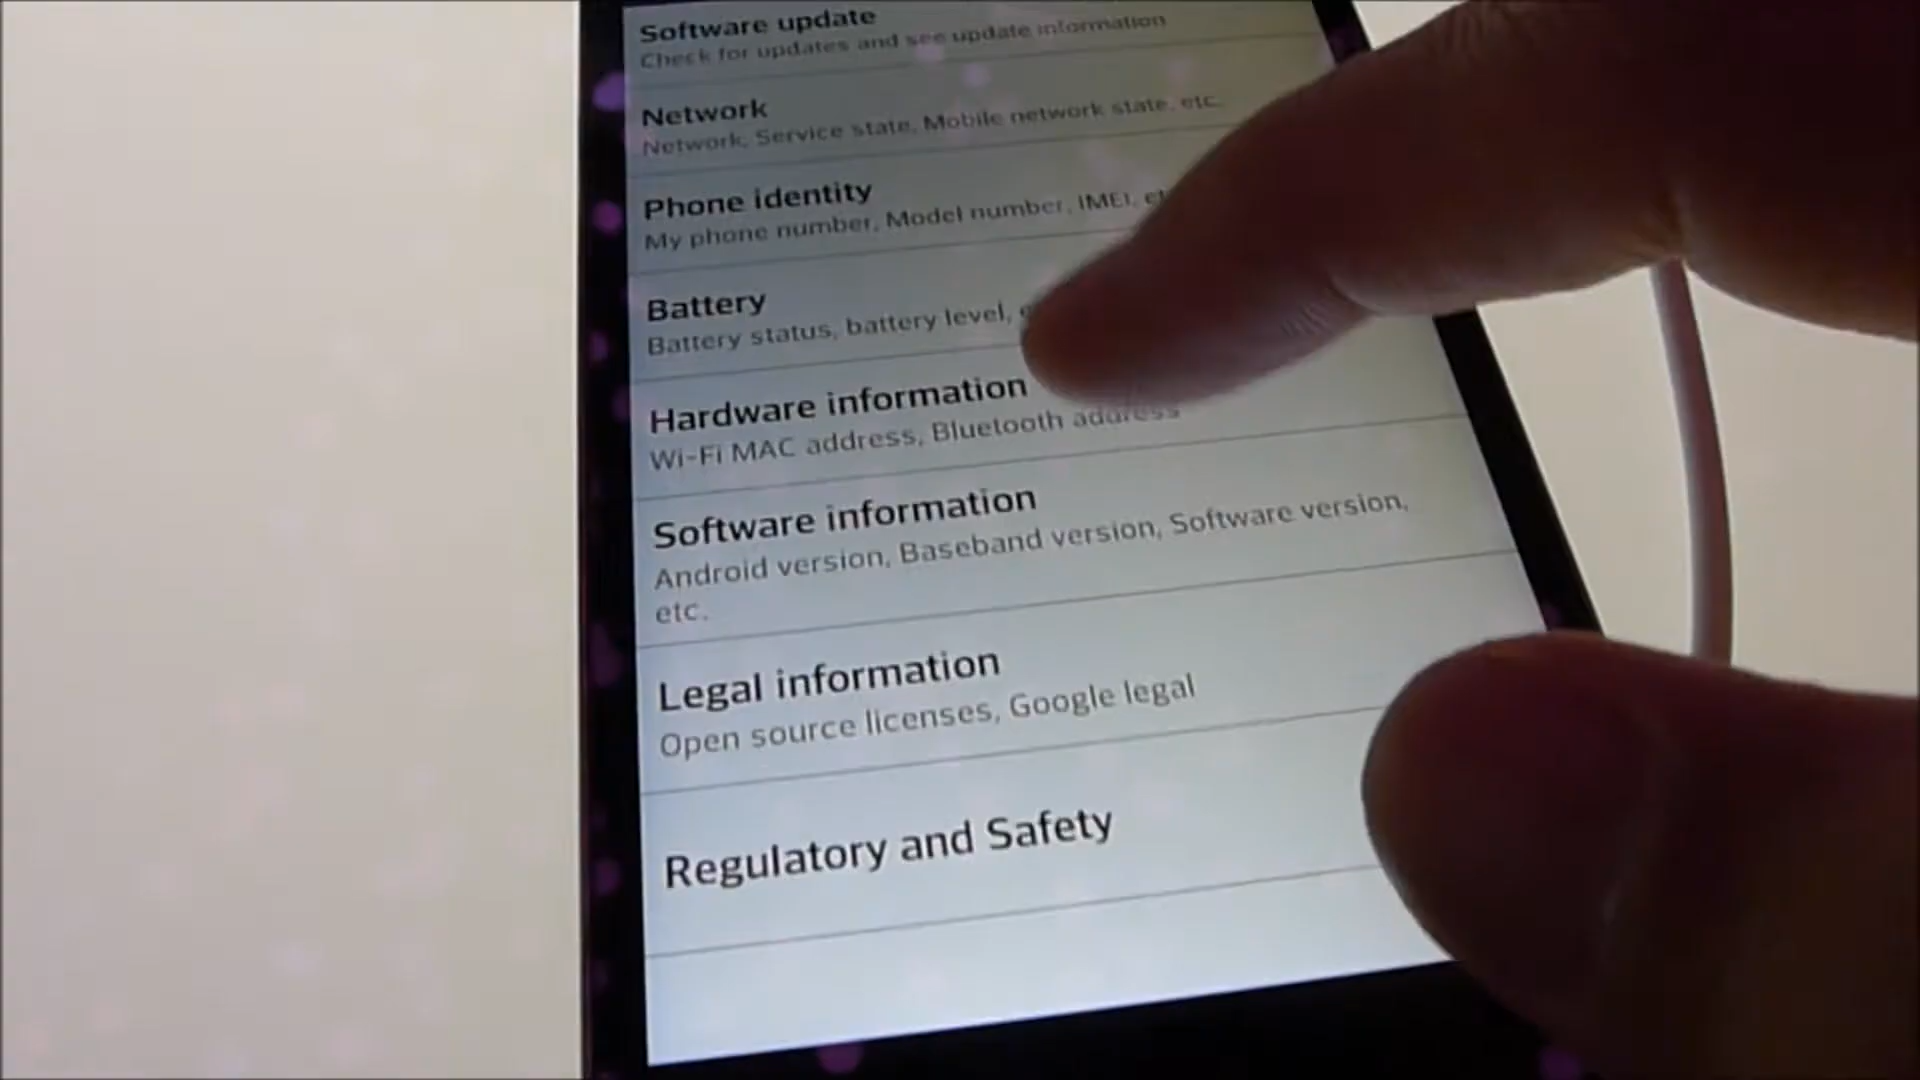 Software update
Check for updates and see update information
Network
Network, Service state, Mobile network state, etc.
Phone identity
My phone number, Model number, IMEI,
Battery
Battery status, battery level,
Hardware information
Wi-Fi MAC address, Bluetooth address
Software information
Android version, Baseband version, Software version,
etc.
Legal information
Open source licenses, Google legal
Regulatory and Safety